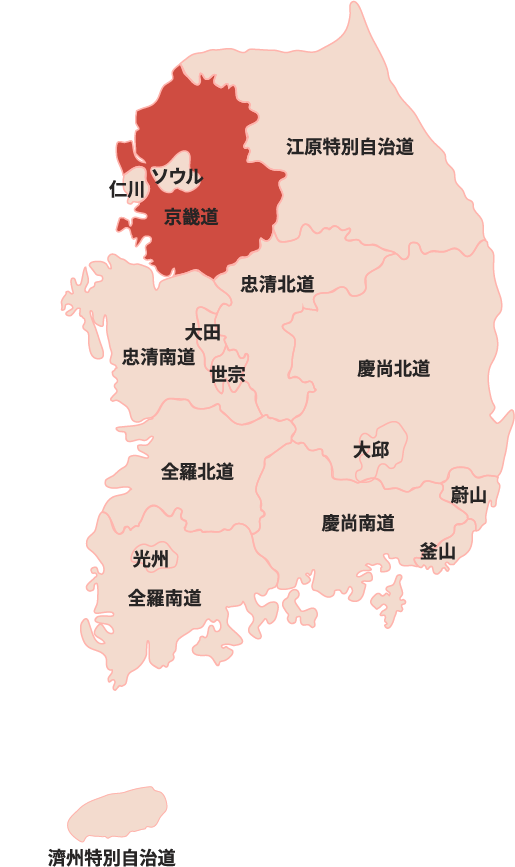 江原特別自治道
ソウル
仁川
京畿道
忠清北道
大田
忠清南道
世宗
慶尚北道
大邱
全羅北道
蔚山
慶尚南道
釜山
光州
全羅南道
濟州特別自治道